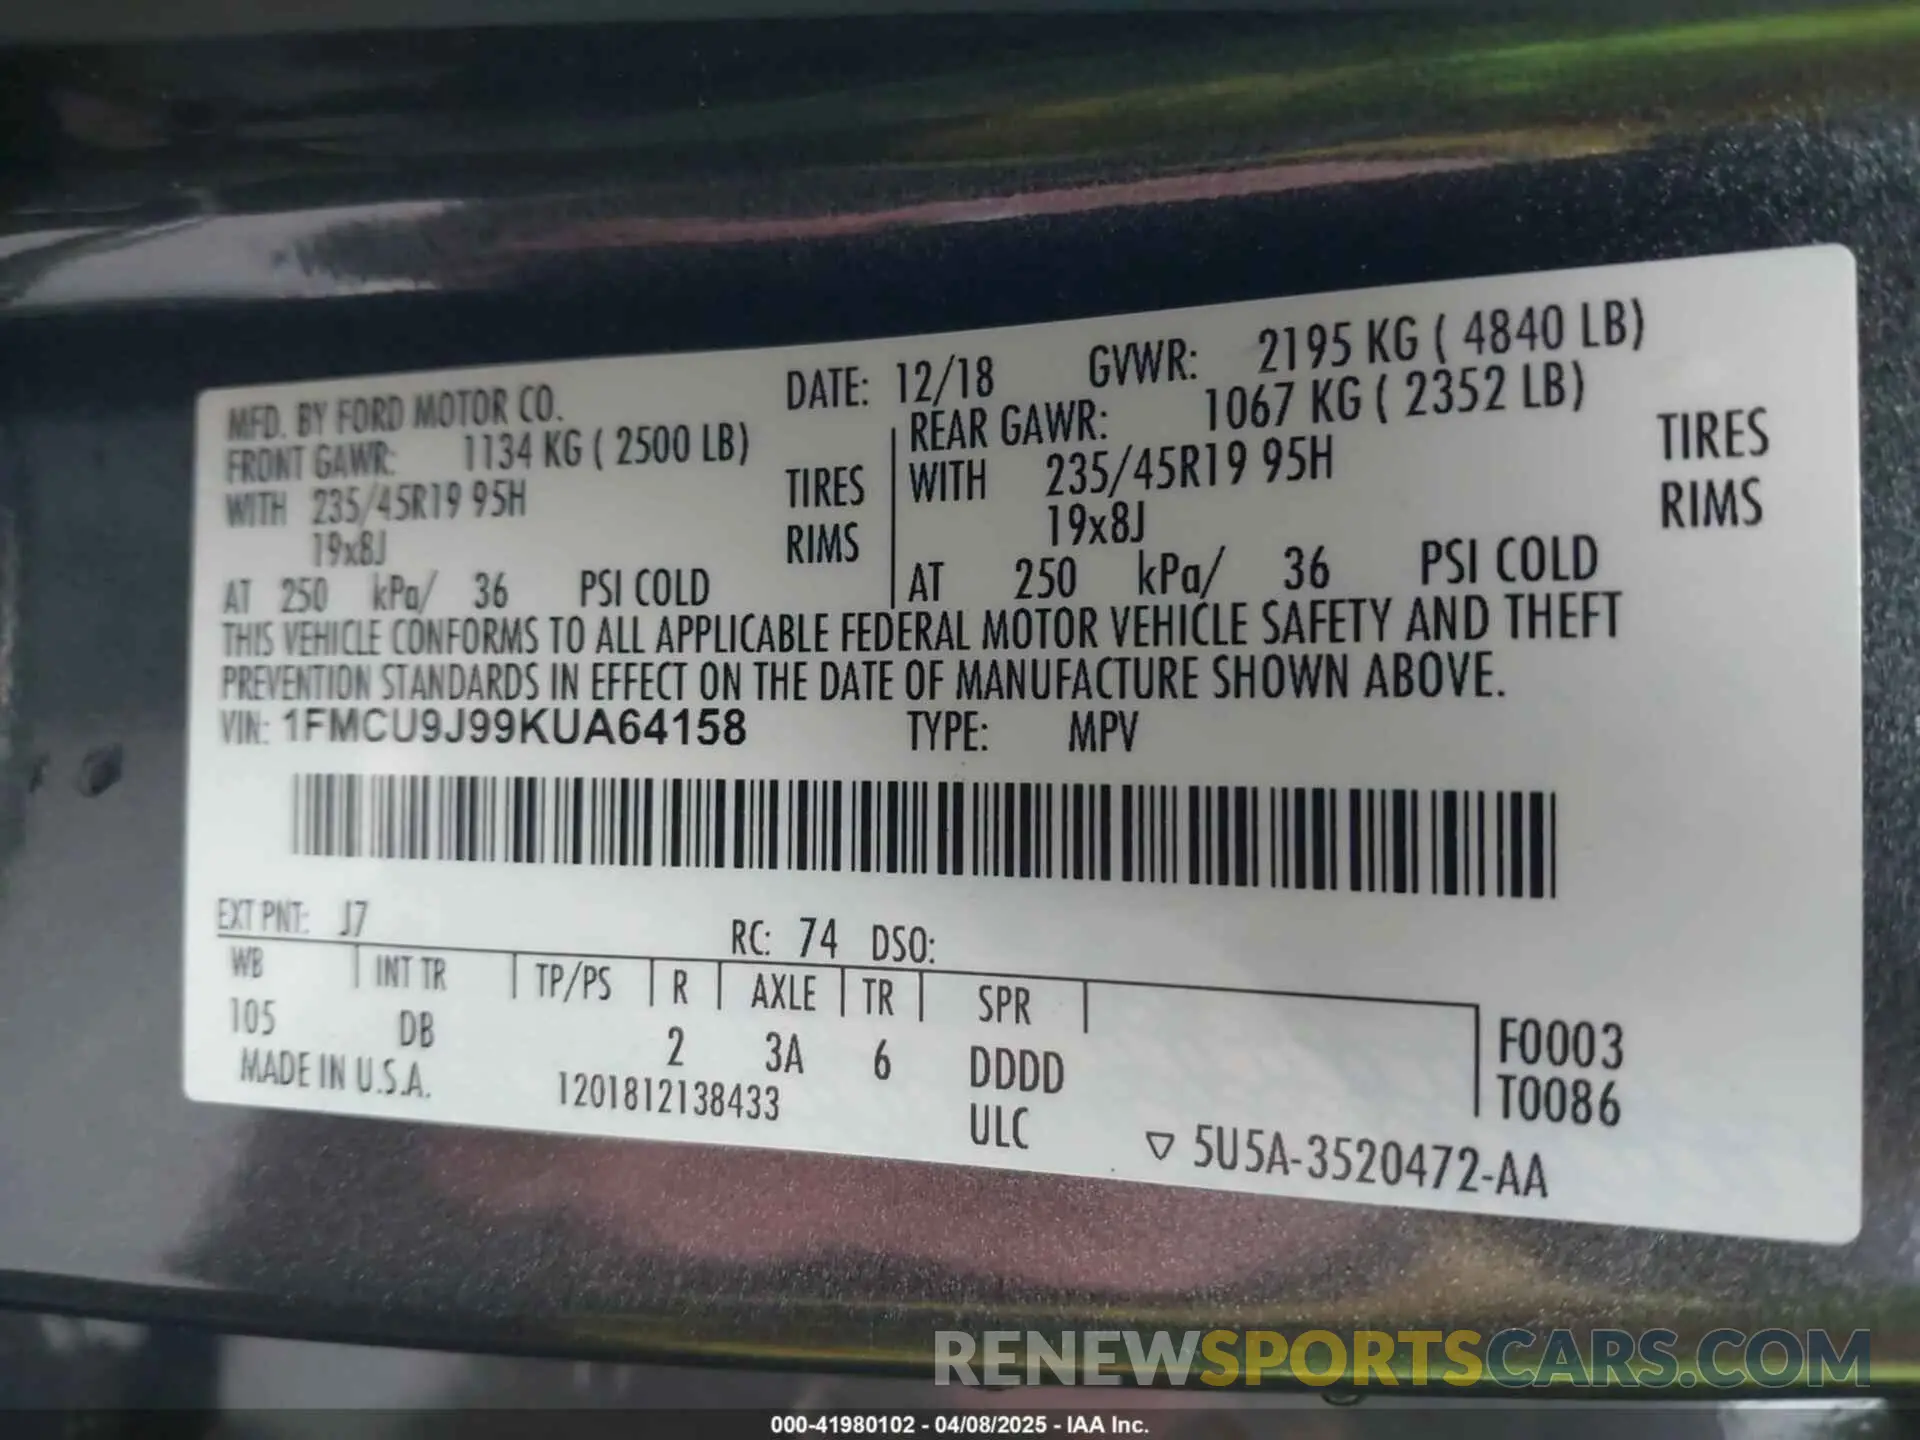 MFD. BY FORD MOTOR CO.
DATE: 12/18 GVWR: 2195 KG ( 4840 LB)
FRONT GAWR: 1134 KG ( 2500 LB)
REAR GAWR: 1067 KG ( 2352 LB)
WITH 235/45R19 95H TIRES
WITH 235/45R19 95H TIRES
19x8J RIMS
19x8J RIMS
AT 250 kPa/ 36 PSI COLD
AT 250 kPa/ 36 PSI COLD
THIS VEHICLE CONFORMS TO ALL APPLICABLE FEDERAL MOTOR VEHICLE SAFETY AND THEFT
PREVENTION STANDARDS IN EFFECT ON THE DATE OF MANUFACTURE SHOWN ABOVE.
VIN: 1FMCU9J99KUA64158 TYPE: MPV
EXT PNT: J7 RC: 74 DSO:
WB INT TR TP/PS R AXLE TR SPR
105 DB 2 3A 6 DDDD F0003
MADE IN U.S.A. 1201812138433 ULC T0086
▽ 5U5A-3520472-AA
RENEWSPORTSCARS.COM
000-41980102 - 04/08/2025 - IAA Inc.